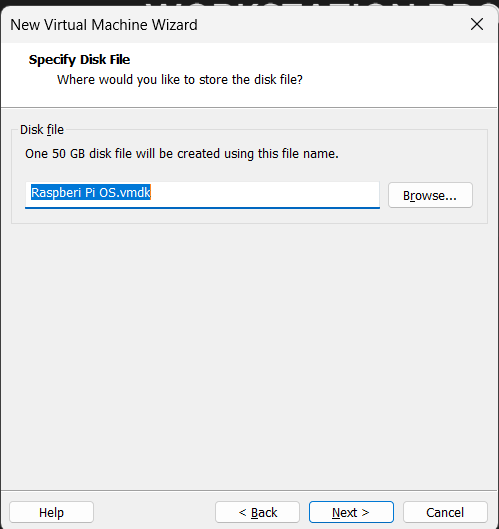 WORKSTATION PRO
New Virtual Machine Wizard
Specify Disk File
Where would you like to store the disk file?
Disk file
One 50 GB disk file will be created using this file name.
Raspberi Pi OS.vmdk
Browse...
Help
< Back
Next >
Cancel